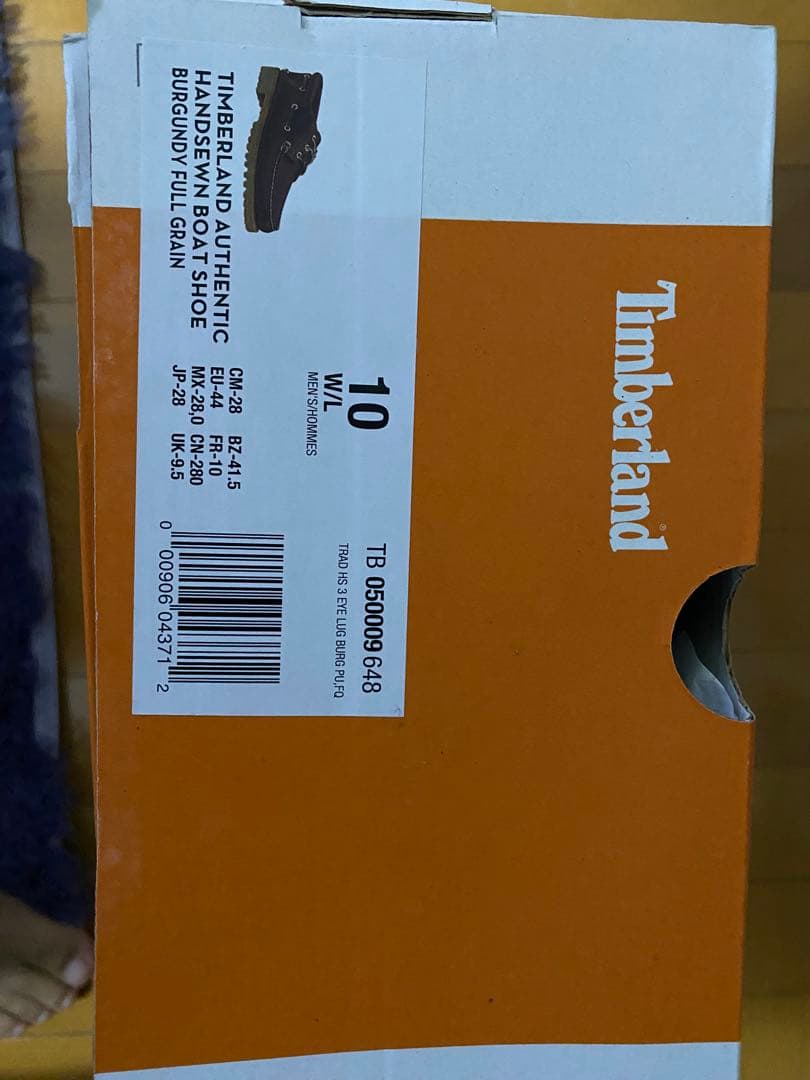 Timberland®
TB 050009 648
TRAD HS 3 EYE LUG BURG PU,FQ
10
W/L
MEN'S/HOMMES
TIMBERLAND AUTHENTIC
HANDSEWN BOAT SHOE
BURGUNDY FULL GRAIN
CM-28 BZ-41.5
EU-44 FR-10
MX-28,0 CN-280
JP-28 UK-9.5
0 00906 04371 2